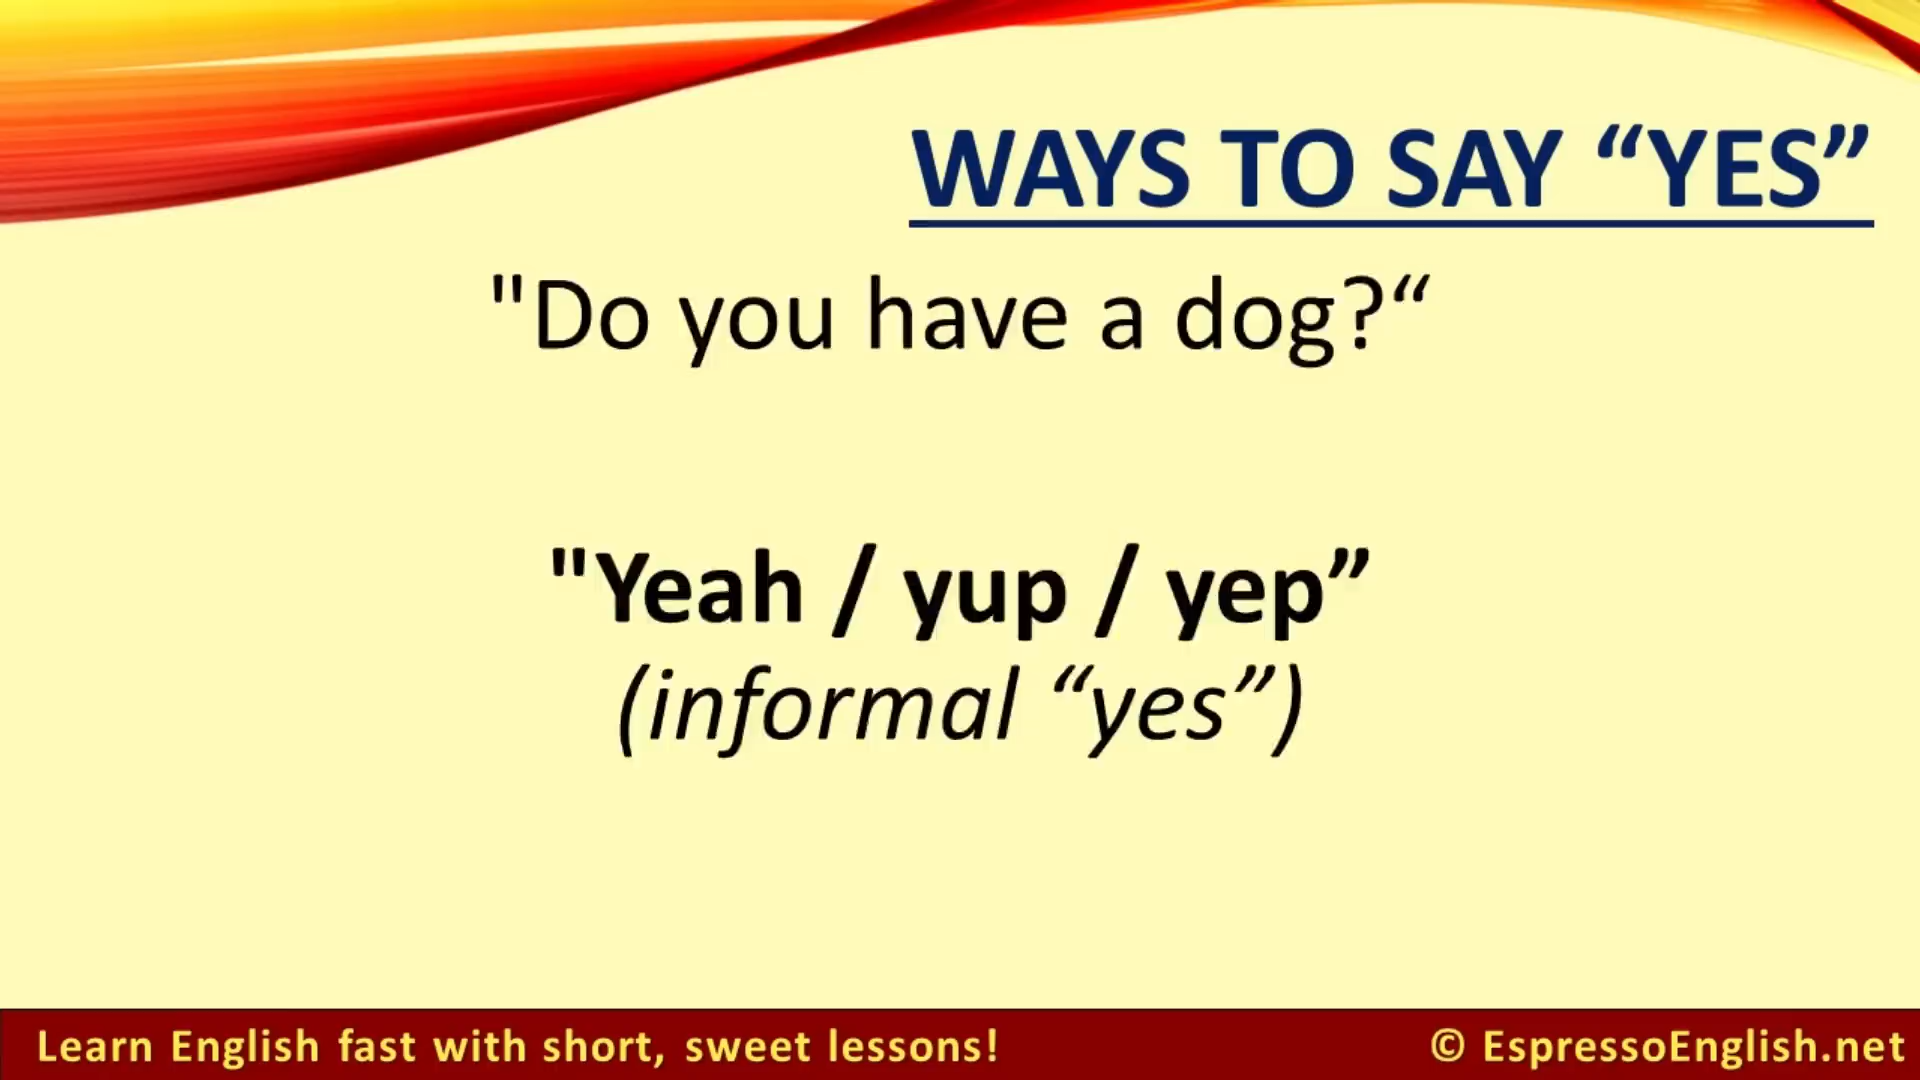 WAYS TO SAY “YES”
"Do you have a dog?“
"Yeah / yup / yep”
(informal “yes”)
Learn English fast with short, sweet lessons!
© EspressoEnglish.net